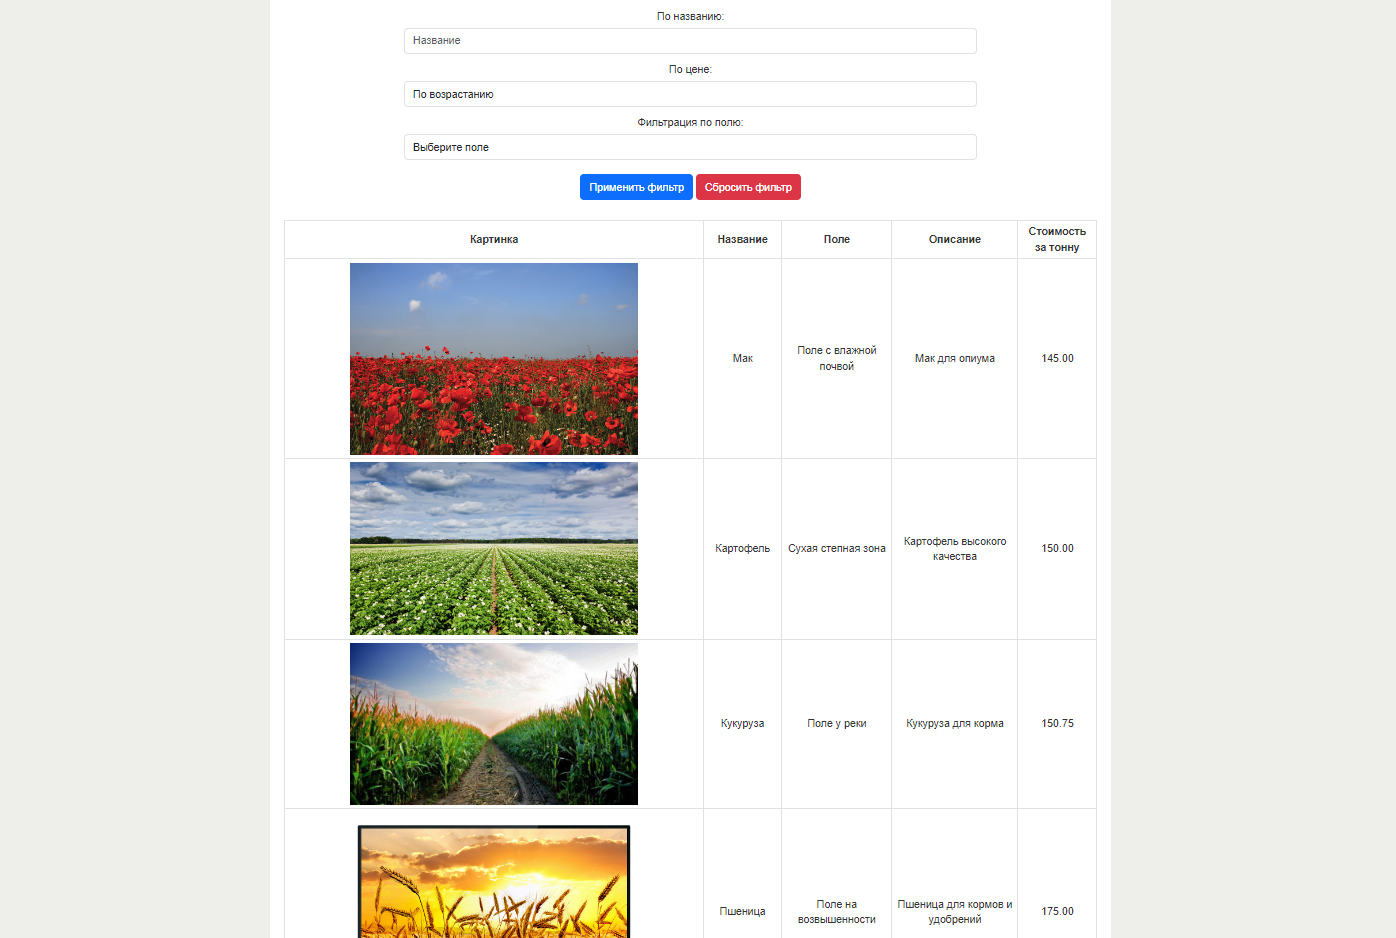 По названию:
Название
По цене:
По возрастанию
Фильтрация по полю:
Выберите поле
Применить фильтр Сбросить фильтр
Картинка Название Поле Описание Стоимость
за тонну
Мак
Поле с влажной
почвой
Мак для опиума
145.00
Картофель
Сухая степная зона
Картофель высокого
качества
150.00
Кукуруза
Поле у реки
Кукуруза для корма
150.75
Пшеница
Поле на
возвышенности
Пшеница для кормов и
удобрений
175.00